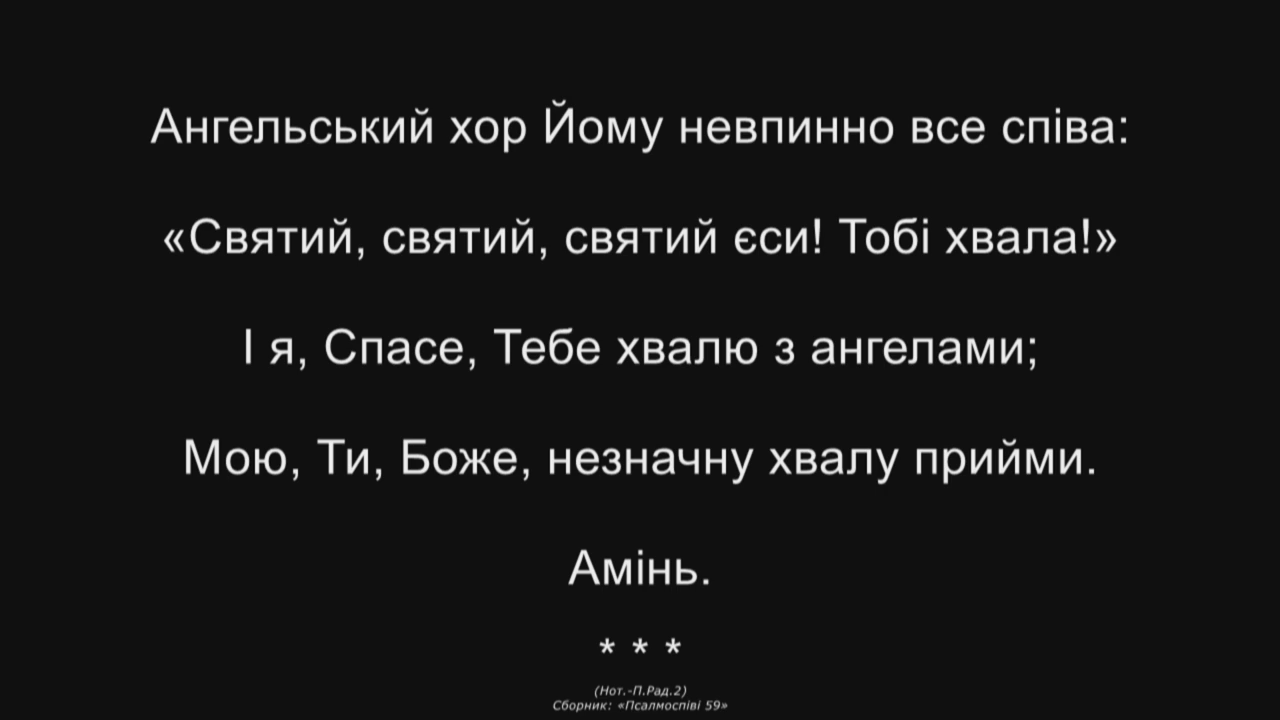 Ангельський хор Йому невпинно все співа:
«Святий, святий, святий єси! Тобі хвала!»
І я, Спасе, Тебе хвалю з ангелами;
Мою, Ти, Боже, незначну хвалу прийми.
Амінь.
* * *
(Нот.-П.Рад.2)
Сборник: «Псалмоспіві 59»